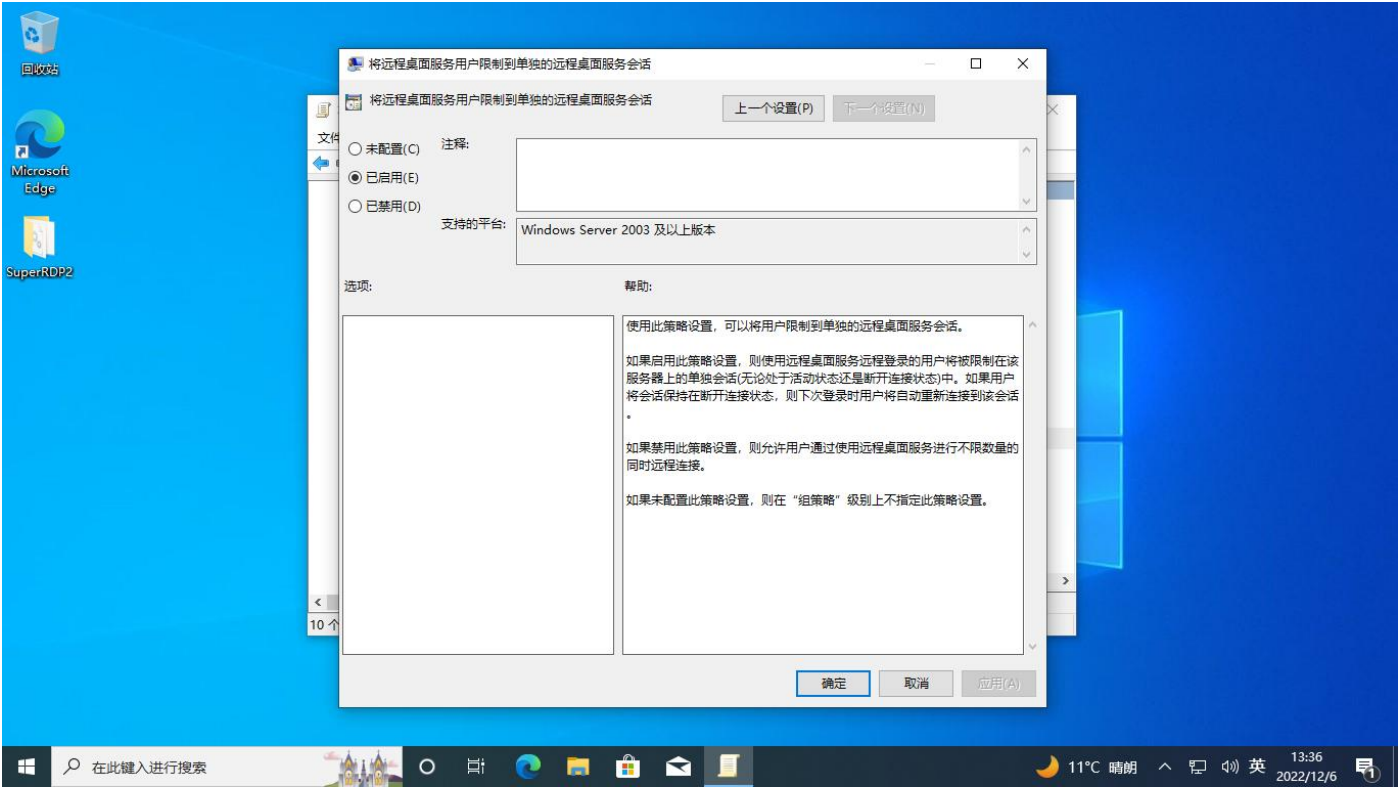 回收站
Microsoft
Edge
SuperRDP2
将远程桌面服务用户限制到单独的远程桌面服务会话
将远程桌面服务用户限制到单独的远程桌面服务会话
上一个设置(P)
下一个设置(N)
文件
未配置(C)
注释:
已启用(E)
已禁用(D)
支持的平台:
Windows Server 2003 及以上版本
选项:
帮助:
使用此策略设置，可以将用户限制到单独的远程桌面服务会话。
如果启用此策略设置，则使用远程桌面服务远程登录的用户将被限制在该
服务器上的单独会话(无论处于活动状态还是断开连接状态)中。如果用户
将会话保持在断开连接状态，则下次登录时用户将自动重新连接到该会话
。
如果禁用此策略设置，则允许用户通过使用远程桌面服务进行不限数量的
同时远程连接。
如果未配置此策略设置，则在“组策略”级别上不指定此策略设置。
10 个
确定
取消
应用(A)
在此键入进行搜索
11°C 晴朗
英
13:36
2022/12/6
1